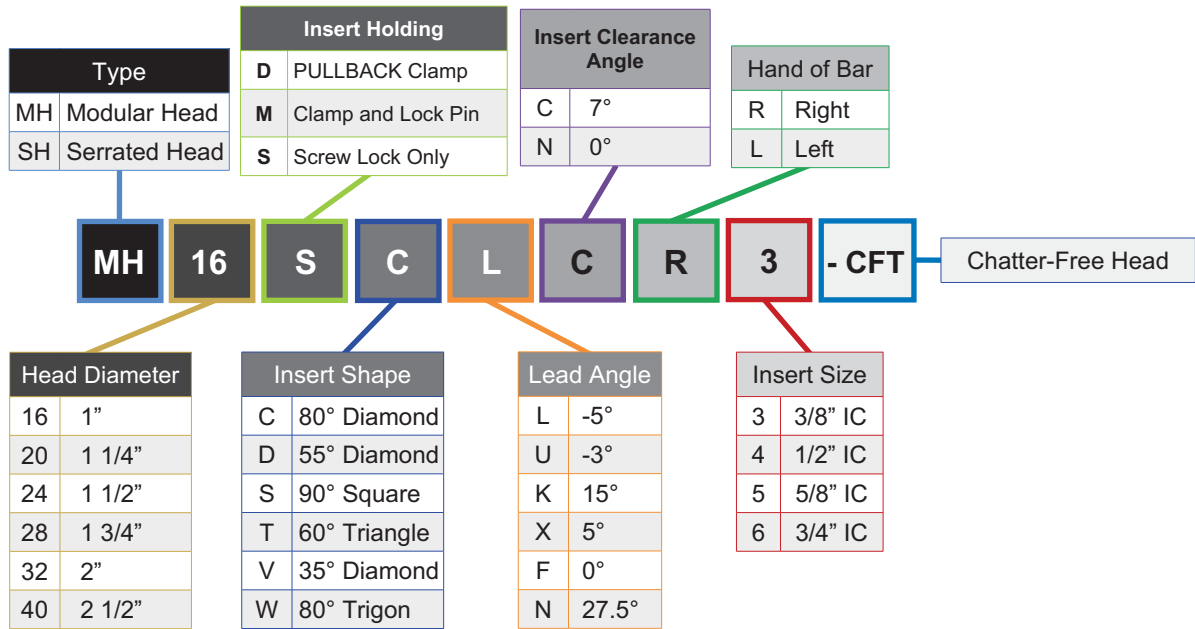 Type
MH Modular Head
SH Serrated Head
Insert Holding
D PULLBACK Clamp
M Clamp and Lock Pin
S Screw Lock Only
Insert Clearance
Angle
C 7°
N 0°
Hand of Bar
R Right
L Left
MH 16 S C L C R 3 - CFT
Chatter-Free Head
Head Diameter
16 1”
20 1 1/4”
24 1 1/2”
28 1 3/4”
32 2”
40 2 1/2”
Insert Shape
C 80° Diamond
D 55° Diamond
S 90° Square
T 60° Triangle
V 35° Diamond
W 80° Trigon
Lead Angle
L -5°
U -3°
K 15°
X 5°
F 0°
N 27.5°
Insert Size
3 3/8” IC
4 1/2” IC
5 5/8” IC
6 3/4” IC